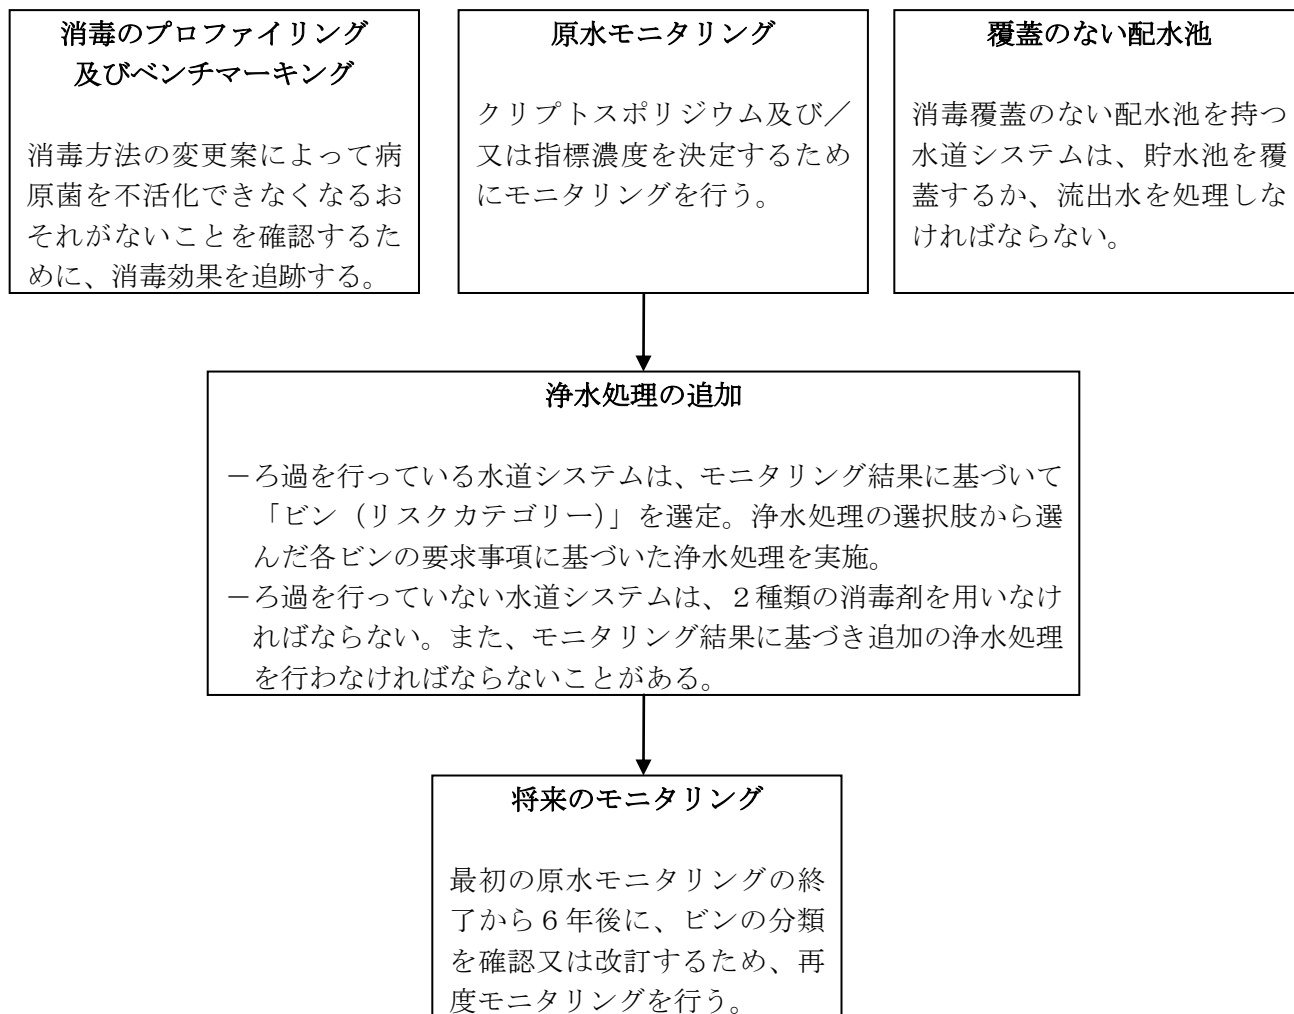 消毒のプロファイリング
及びベンチマーキング
消毒方法の変更案によって病
原菌を不活化できなくなるお
それがないことを確認するた
めに、消毒効果を追跡する。
原水モニタリング
クリプトスポリジウム及び／
又は指標濃度を決定するため
にモニタリングを行う。
覆蓋のない配水池
消毒覆蓋のない配水池を持つ
水道システムは、貯水池を覆
蓋するか、流出水を処理しな
ければならない。
浄水処理の追加
－ろ過を行っている水道システムは、モニタリング結果に基づいて
「ビン（リスクカテゴリー）」を選定。浄水処理の選択肢から選
んだ各ビンの要求事項に基づいた浄水処理を実施。
－ろ過を行っていない水道システムは、２種類の消毒剤を用いなけ
ればならない。また、モニタリング結果に基づき追加の浄水処理
を行わなければならないことがある。
将来のモニタリング
最初の原水モニタリングの終
了から６年後に、ビンの分類
を確認又は改訂するため、再
度モニタリングを行う。